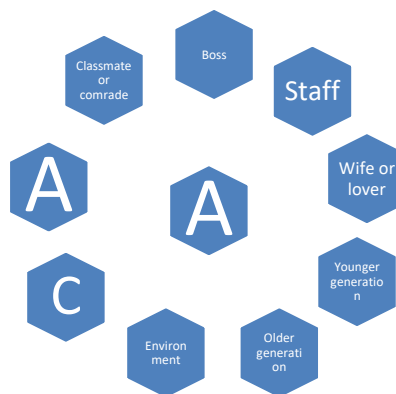 Boss
Classmate
or
comrade
Staff
A
A
Wife or
lover
C
Younger
generatio
n
Environ
ment
Older
generati
on